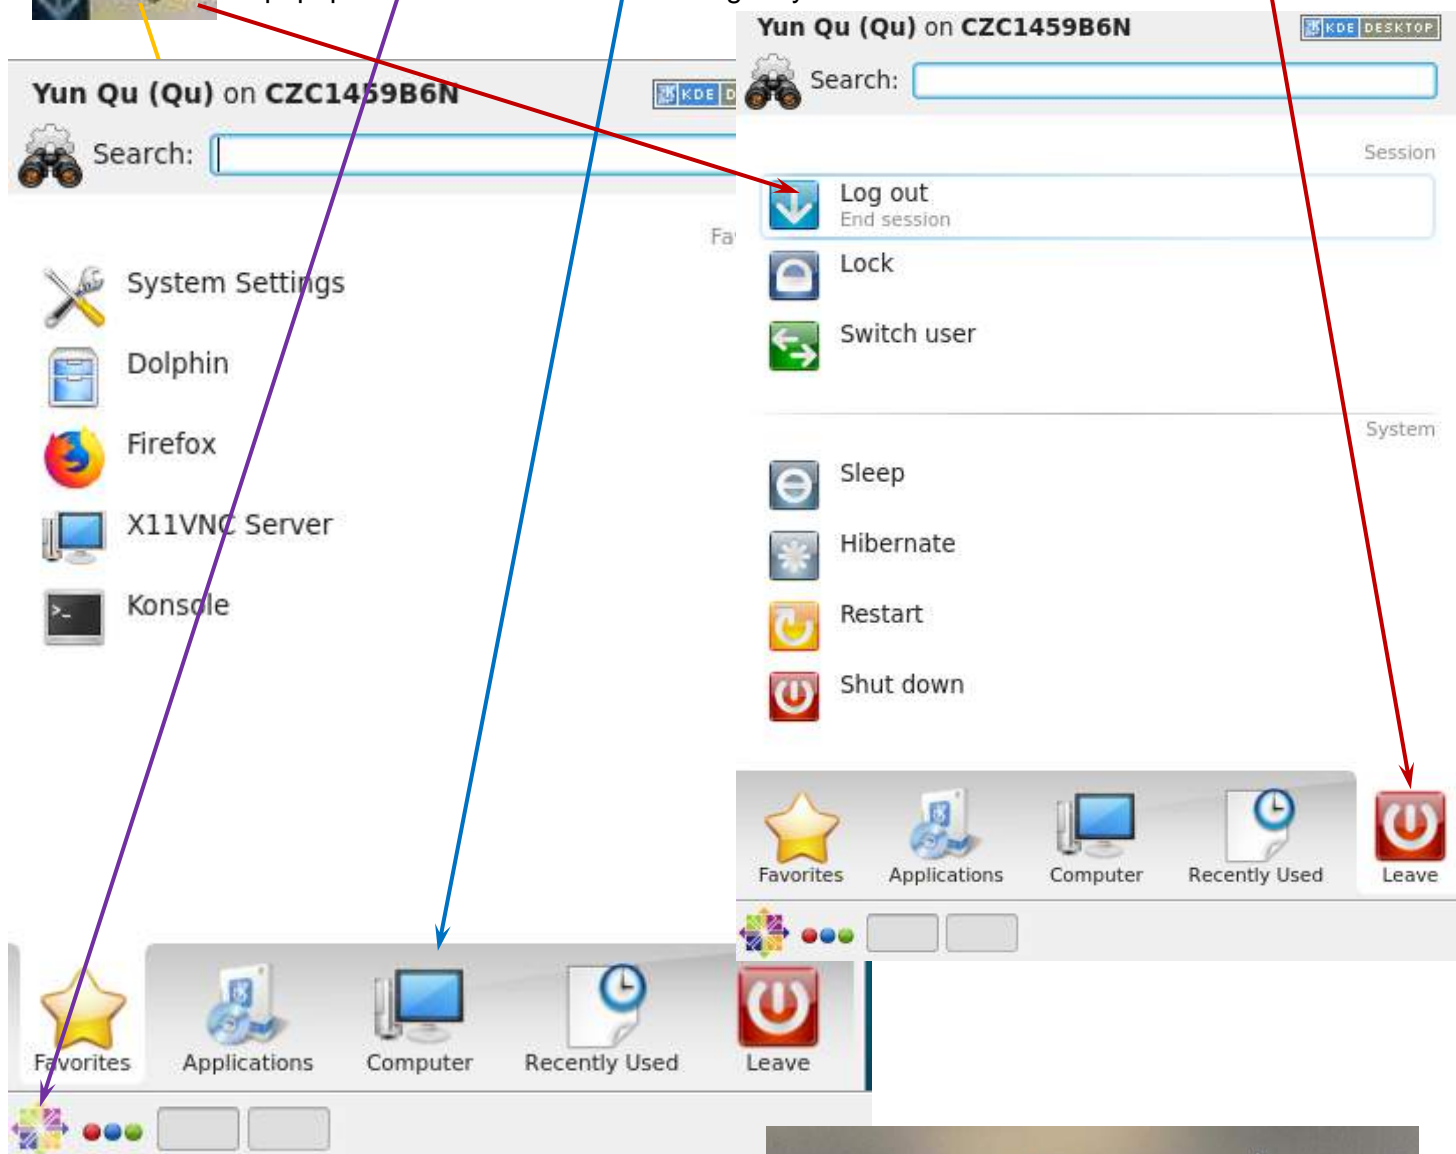 Yun Qu (Qu) on CZC1459B6N
KDE D
Search:
Fa
System Settings
Dolphin
Firefox
X11VNC Server
Konsole
Favorites
Applications
Computer
Recently Used
Leave
Yun Qu (Qu) on CZC1459B6N
KDE DESKTOP
Search:
Session
Log out
End session
Lock
Switch user
System
Sleep
Hibernate
Restart
Shut down
Favorites
Applications
Computer
Recently Used
Leave